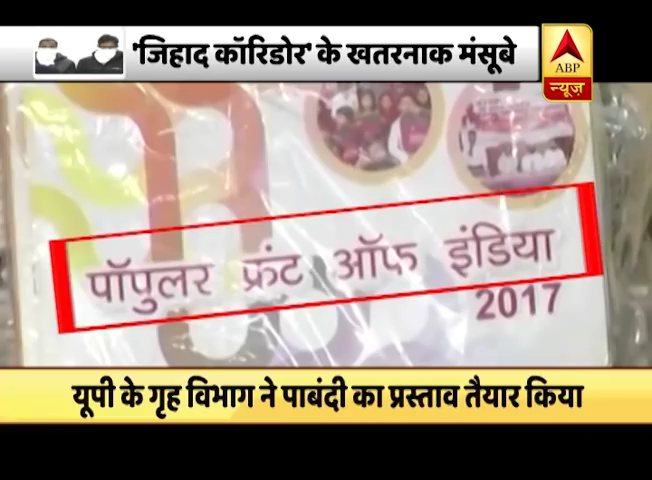 'जिहाद कॉरिडोर' के खतरनाक मंसूबे
ABP
न्यूज़
पॉपुलर फ्रंट ऑफ इंडिया
2017
यूपी के गृह विभाग ने पाबंदी का प्रस्ताव तैयार किया